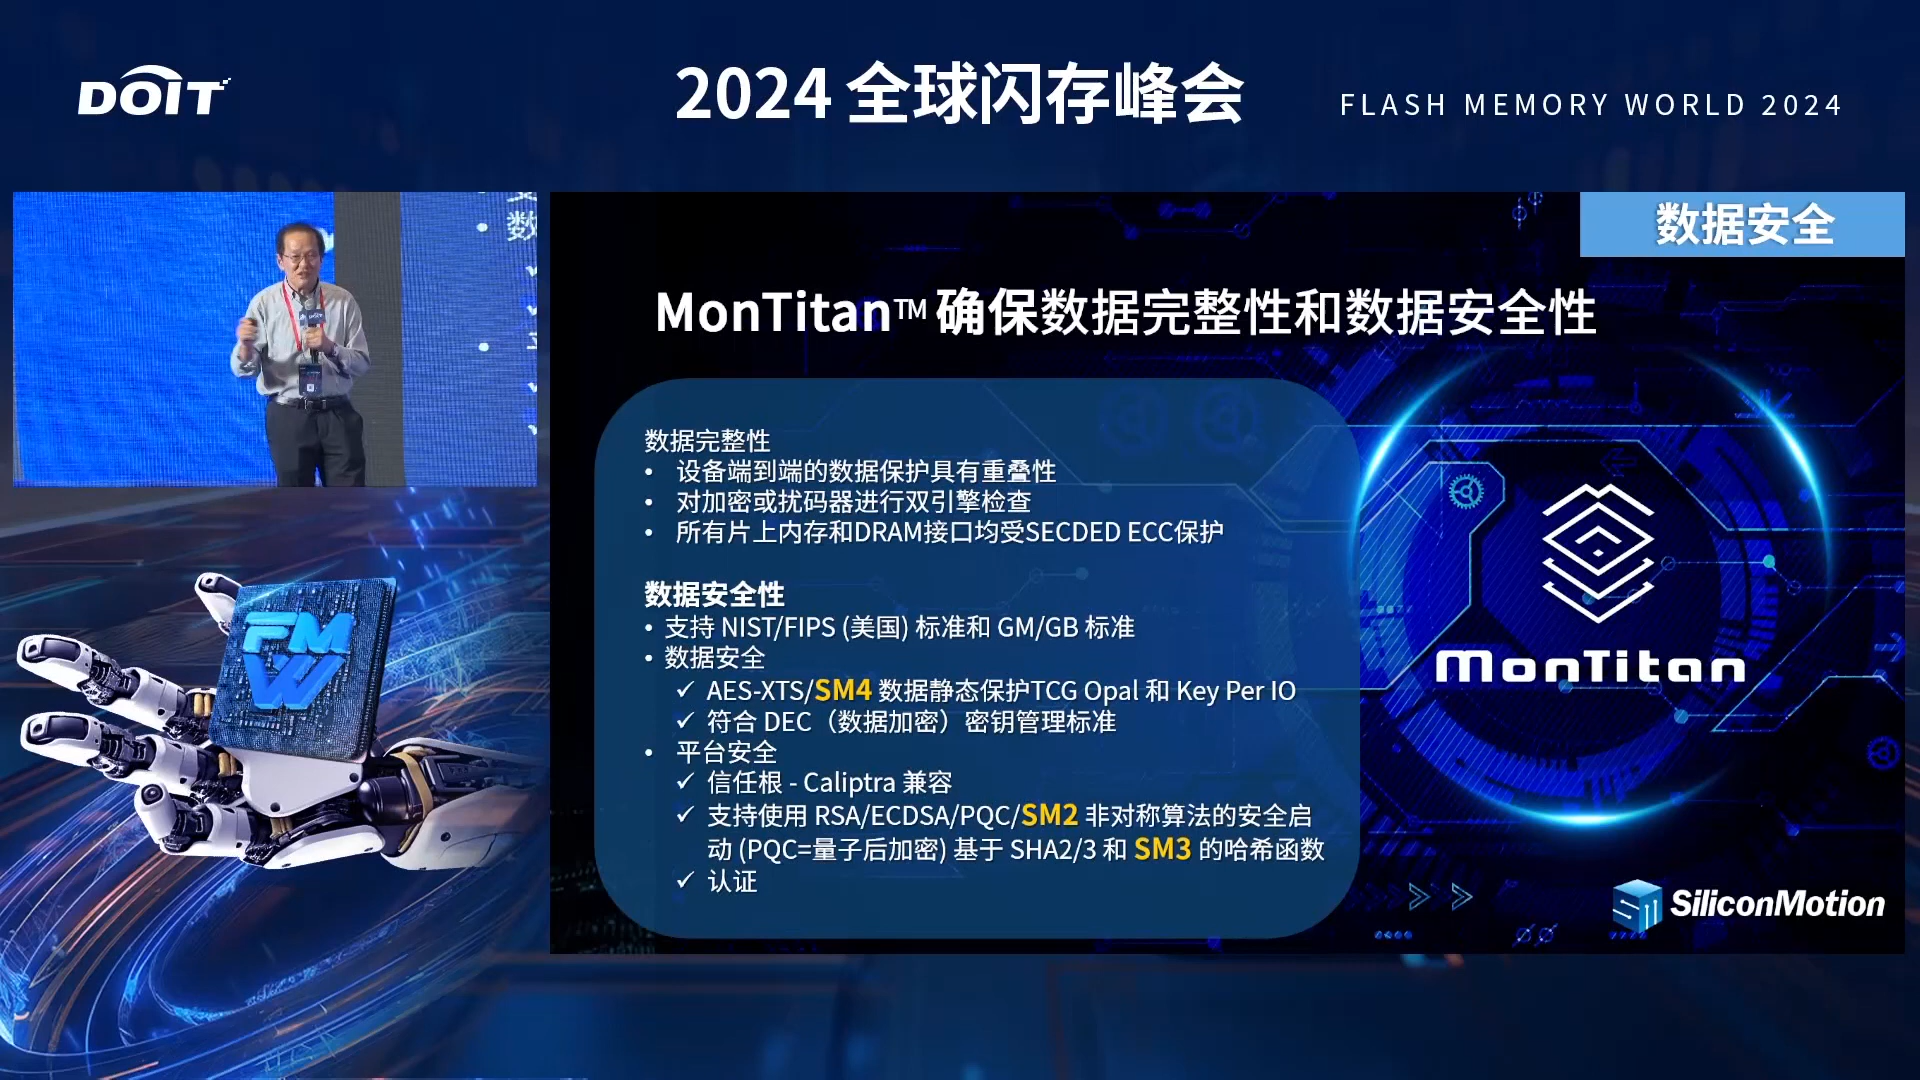 DOIT
2024 全球闪存峰会
FLASH MEMORY WORLD 2024
数据安全
MonTitan™ 确保数据完整性和数据安全性
数据完整性
• 设备端到端的数据保护具有重叠性
• 对加密或扰码器进行双引擎检查
• 所有片上内存和DRAM接口均受SECDED ECC保护
数据安全性
• 支持 NIST/FIPS (美国) 标准和 GM/GB 标准
• 数据安全
✓ AES-XTS/SM4 数据静态保护TCG Opal 和 Key Per IO
✓ 符合 DEC（数据加密）密钥管理标准
• 平台安全
✓ 信任根 - Caliptra 兼容
✓ 支持使用 RSA/ECDSA/PQC/SM2 非对称算法的安全启
动 (PQC=量子后加密) 基于 SHA2/3 和 SM3 的哈希函数
✓ 认证
MonTitan
SiliconMotion
FM
W